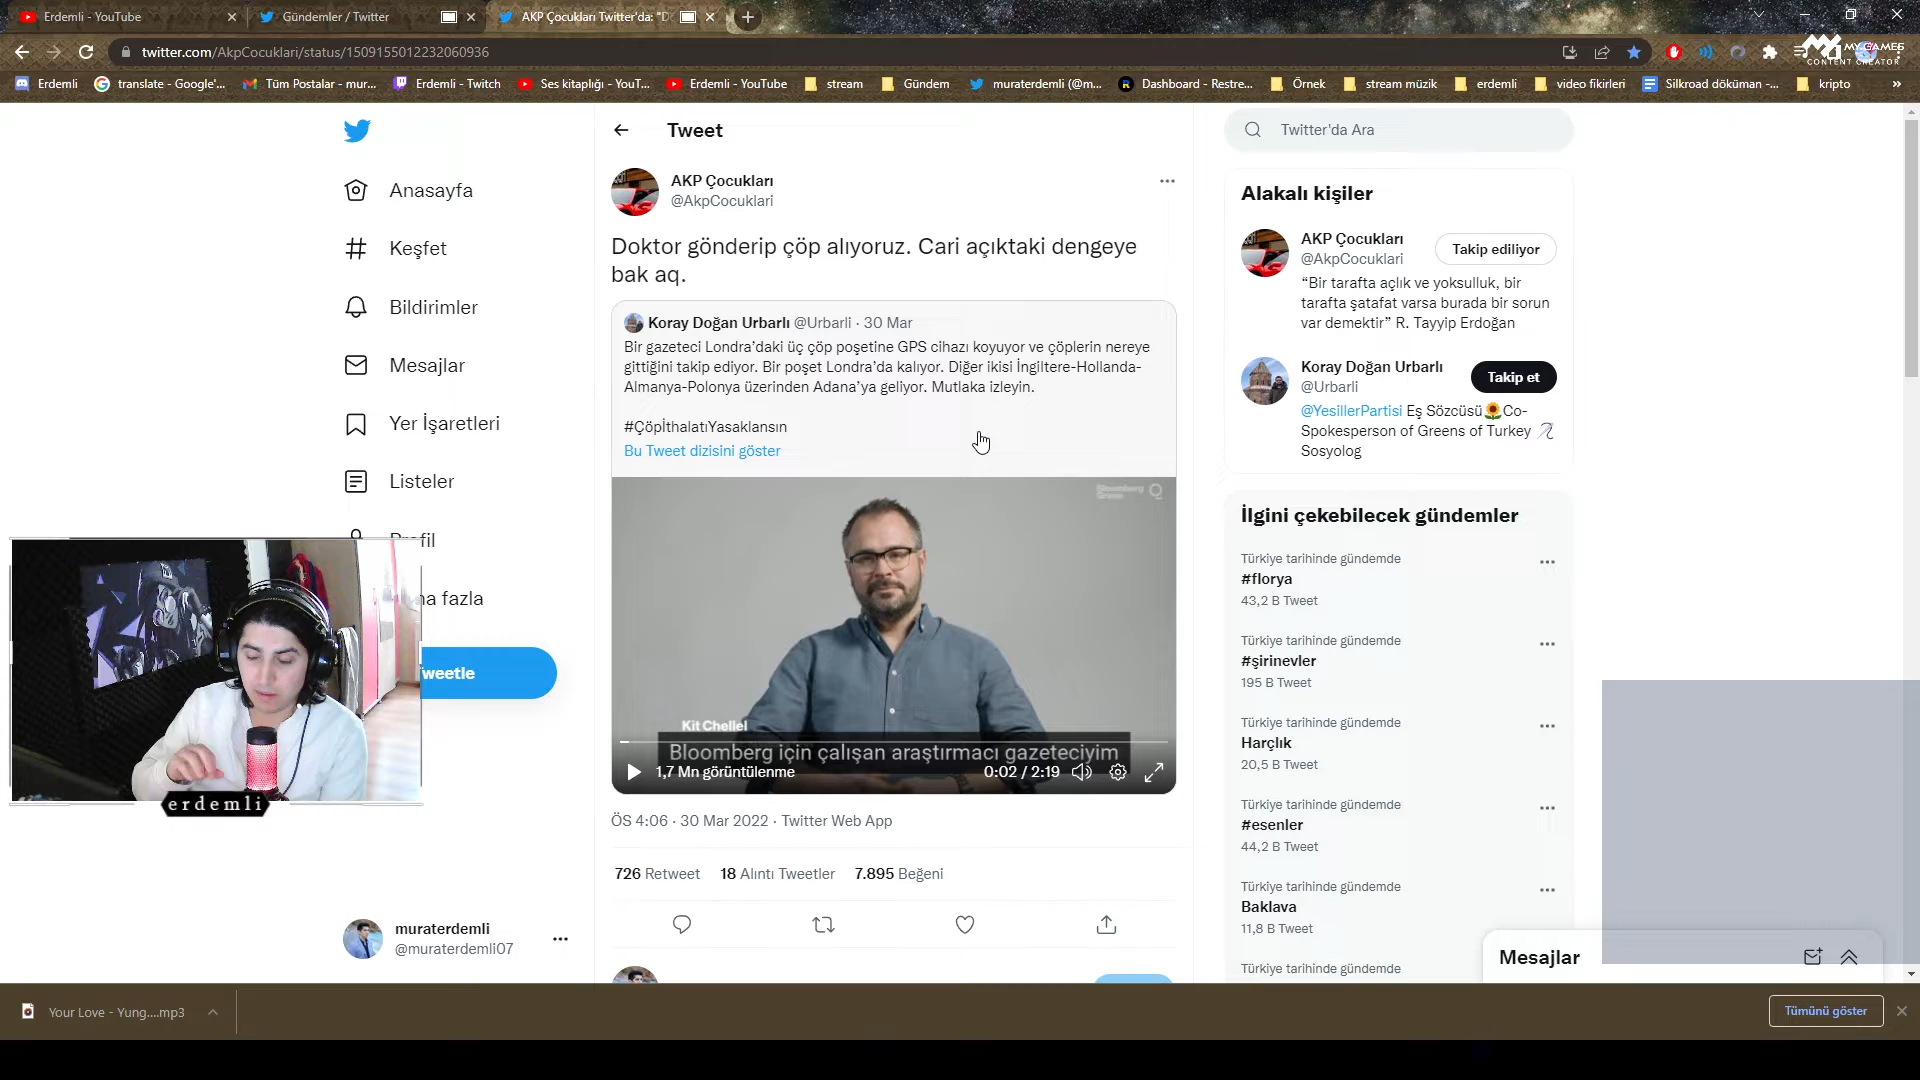 Erdemli - YouTube
Gündemler / Twitter
AKP Çocukları Twitter'da: "D
twitter.com/AkpCocuklari/status/1509155012232060936
MY.GAMES
CONTENT CREATOR
Erdemli
translate - Google'...
Tüm Postalar - mur...
Erdemli - Twitch
Ses kitaplığı - YouT...
Erdemli - YouTube
stream
Gündem
muraterdemli (@m...
Dashboard - Restre...
Örnek
stream müzik
erdemli
video fikirleri
Silkroad döküman -...
kripto
Anasayfa
Keşfet
Bildirimler
Mesajlar
Yer İşaretleri
Listeler
fil
a fazla
weetle
erdemli
muraterdemli
@muraterdemli07
Tweet
AKP Çocukları
@AkpCocuklari
Doktor gönderip çöp alıyoruz. Cari açıktaki dengeye
bak aq.
Koray Doğan Urbarlı @Urbarli · 30 Mar
Bir gazeteci Londra'daki üç çöp poşetine GPS cihazı koyuyor ve çöplerin nereye
gittiğini takip ediyor. Bir poşet Londra'da kalıyor. Diğer ikisi İngiltere-Hollanda-
Almanya-Polonya üzerinden Adana'ya geliyor. Mutlaka izleyin.
#ÇöpİthalatıYasaklansın
Bu Tweet dizisini göster
Kit Chellel
Bloomberg için çalışan araştırmacı gazeteciyim
1,7 Mn görüntülenme
0:02 / 2:19
ÖS 4:06 · 30 Mar 2022 · Twitter Web App
726 Retweet 18 Alıntı Tweetler 7.895 Beğeni
Twitter'da Ara
Alakalı kişiler
AKP Çocukları
@AkpCocuklari
Takip ediliyor
"Bir tarafta açlık ve yoksulluk, bir
tarafta şatafat varsa burada bir sorun
var demektir" R. Tayyip Erdoğan
Koray Doğan Urbarlı
@Urbarli
Takip et
@YesillerPartisi Eş Sözcüsü🌻Co-
Spokesperson of Greens of Turkey
Sosyolog
İlgini çekebilecek gündemler
Türkiye tarihinde gündemde
#florya
43,2 B Tweet
Türkiye tarihinde gündemde
#şirinevler
195 B Tweet
Türkiye tarihinde gündemde
Harçlık
20,5 B Tweet
Türkiye tarihinde gündemde
#esenler
44,2 B Tweet
Türkiye tarihinde gündemde
Baklava
11,8 B Tweet
Türkiye tarihinde gündemde
Mesajlar
Your Love - Yung....mp3
Tümünü göster